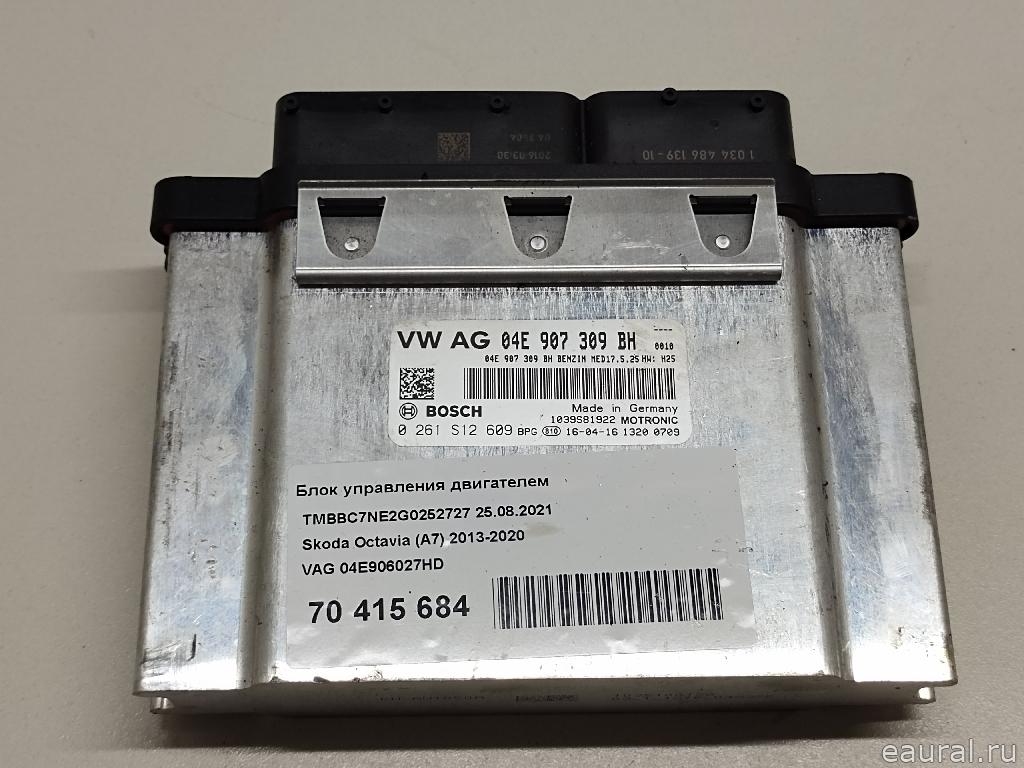 043504
2016-03-30
1 034 486 139-10
VW AG 04E 907 309 BH
0010
04E 907 309 BH BENZIN MED17.5.25 HW: H25
BOSCH
Made in Germany
1039S81922 MOTRONIC
0 261 S12 609 BPG 810 16-04-16 1320 0709
Блок управления двигателем
TMBBC7NE2G0252727 25.08.2021
Skoda Octavia (A7) 2013-2020
VAG 04E906027HD
70 415 684
eaural.ru